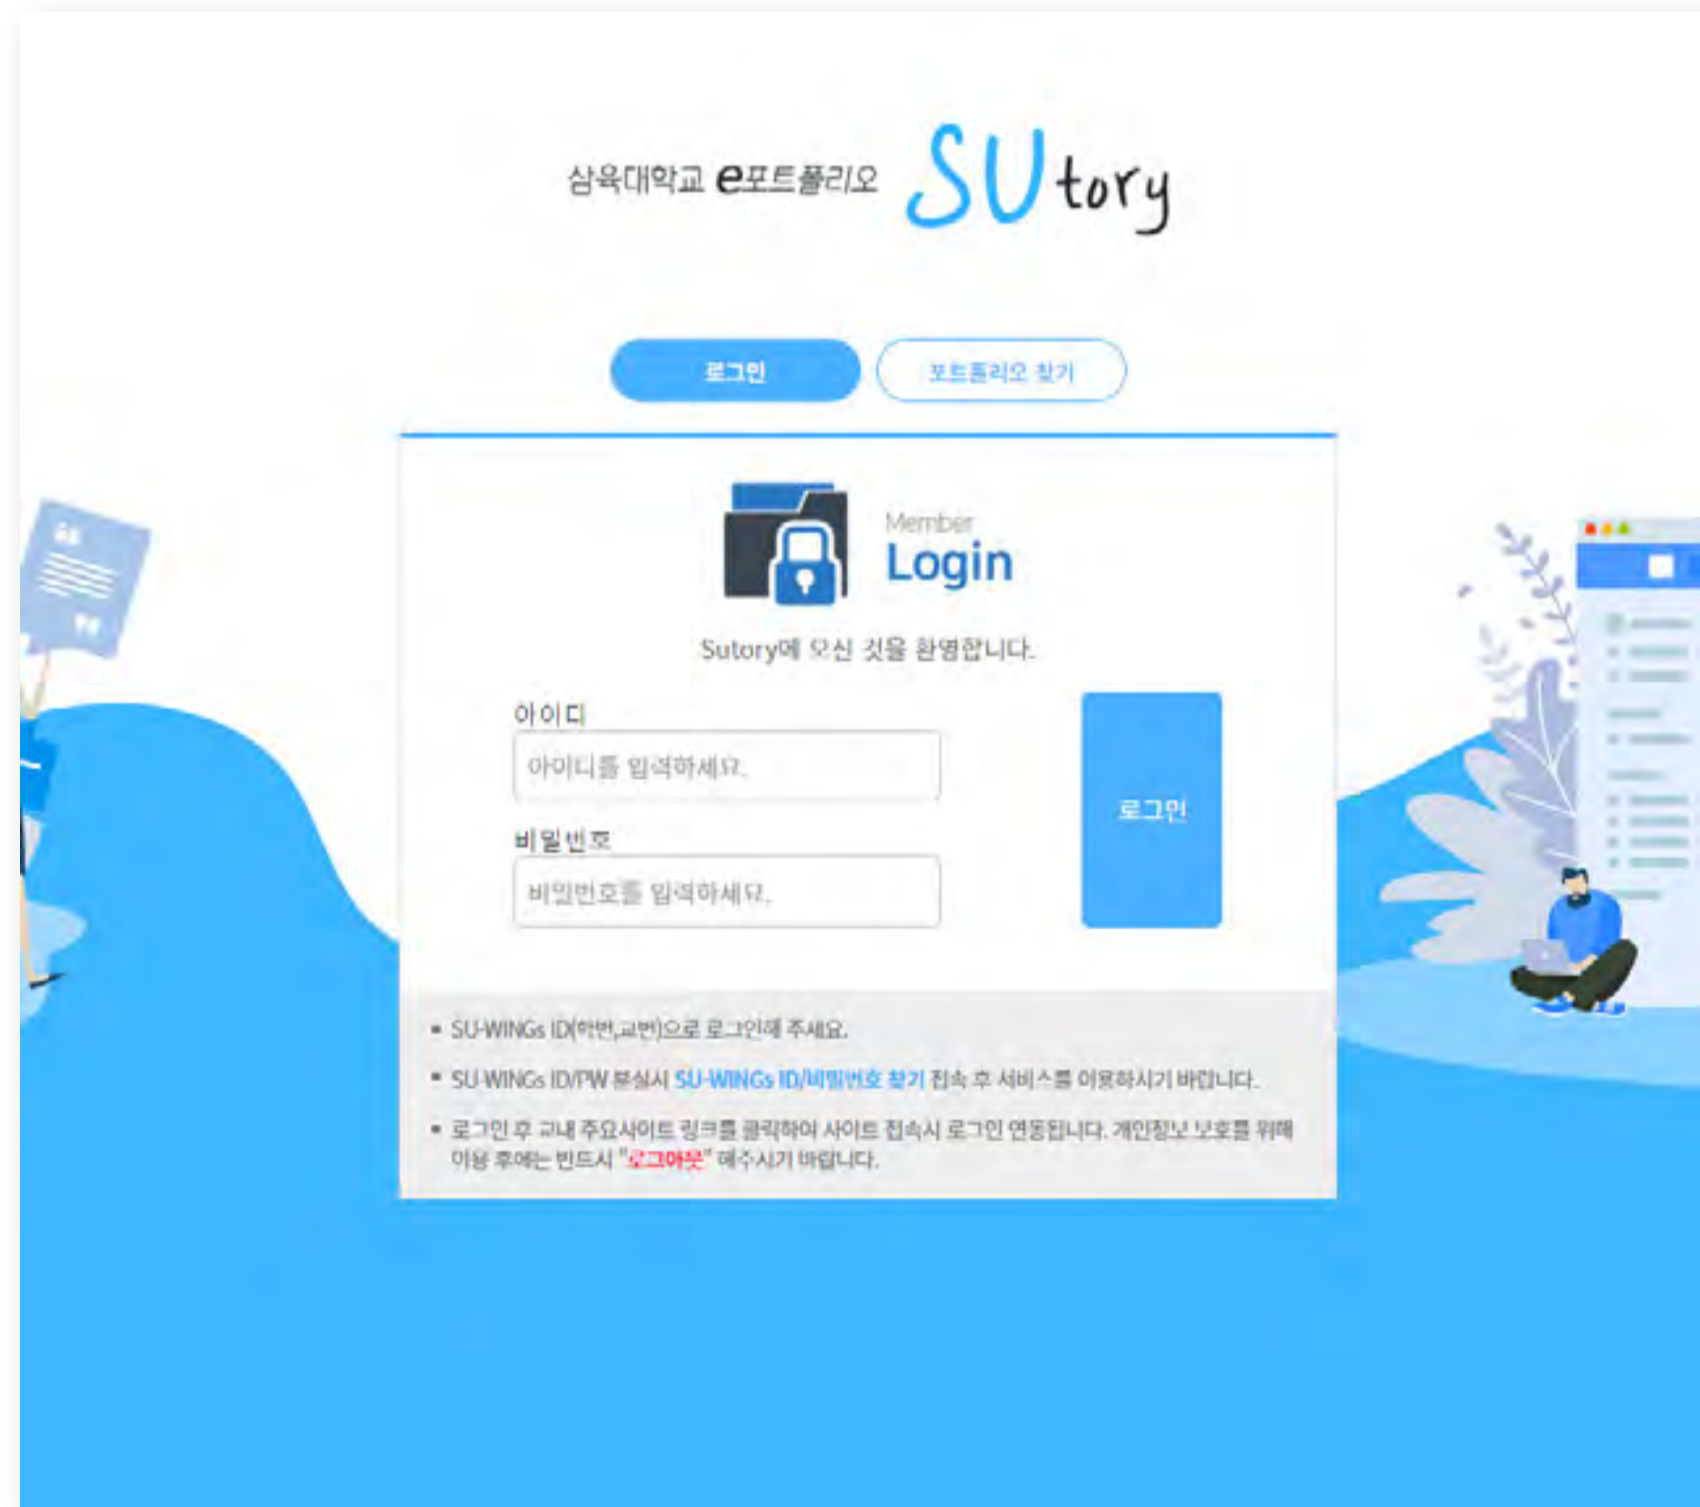 삼육대학교 e포트폴리오 SUtory
로그인 포트폴리오 찾기
Member
Login
Sutory에 오신 것을 환영합니다.
아이디
아이디를 입력하세요.
비밀번호
비밀번호를 입력하세요.
로그인
SU-WINGs ID(학번,교번)으로 로그인해 주세요.
SU-WINGs ID/PW 분실시 SU-WINGs ID/비밀번호 찾기 접속 후 서비스를 이용하시기 바랍니다.
로그인 후 교내 주요사이트 링크를 클릭하여 사이트 접속시 로그인 연동됩니다. 개인정보 보호를 위해
이용 후에는 반드시 "로그아웃" 해주시기 바랍니다.